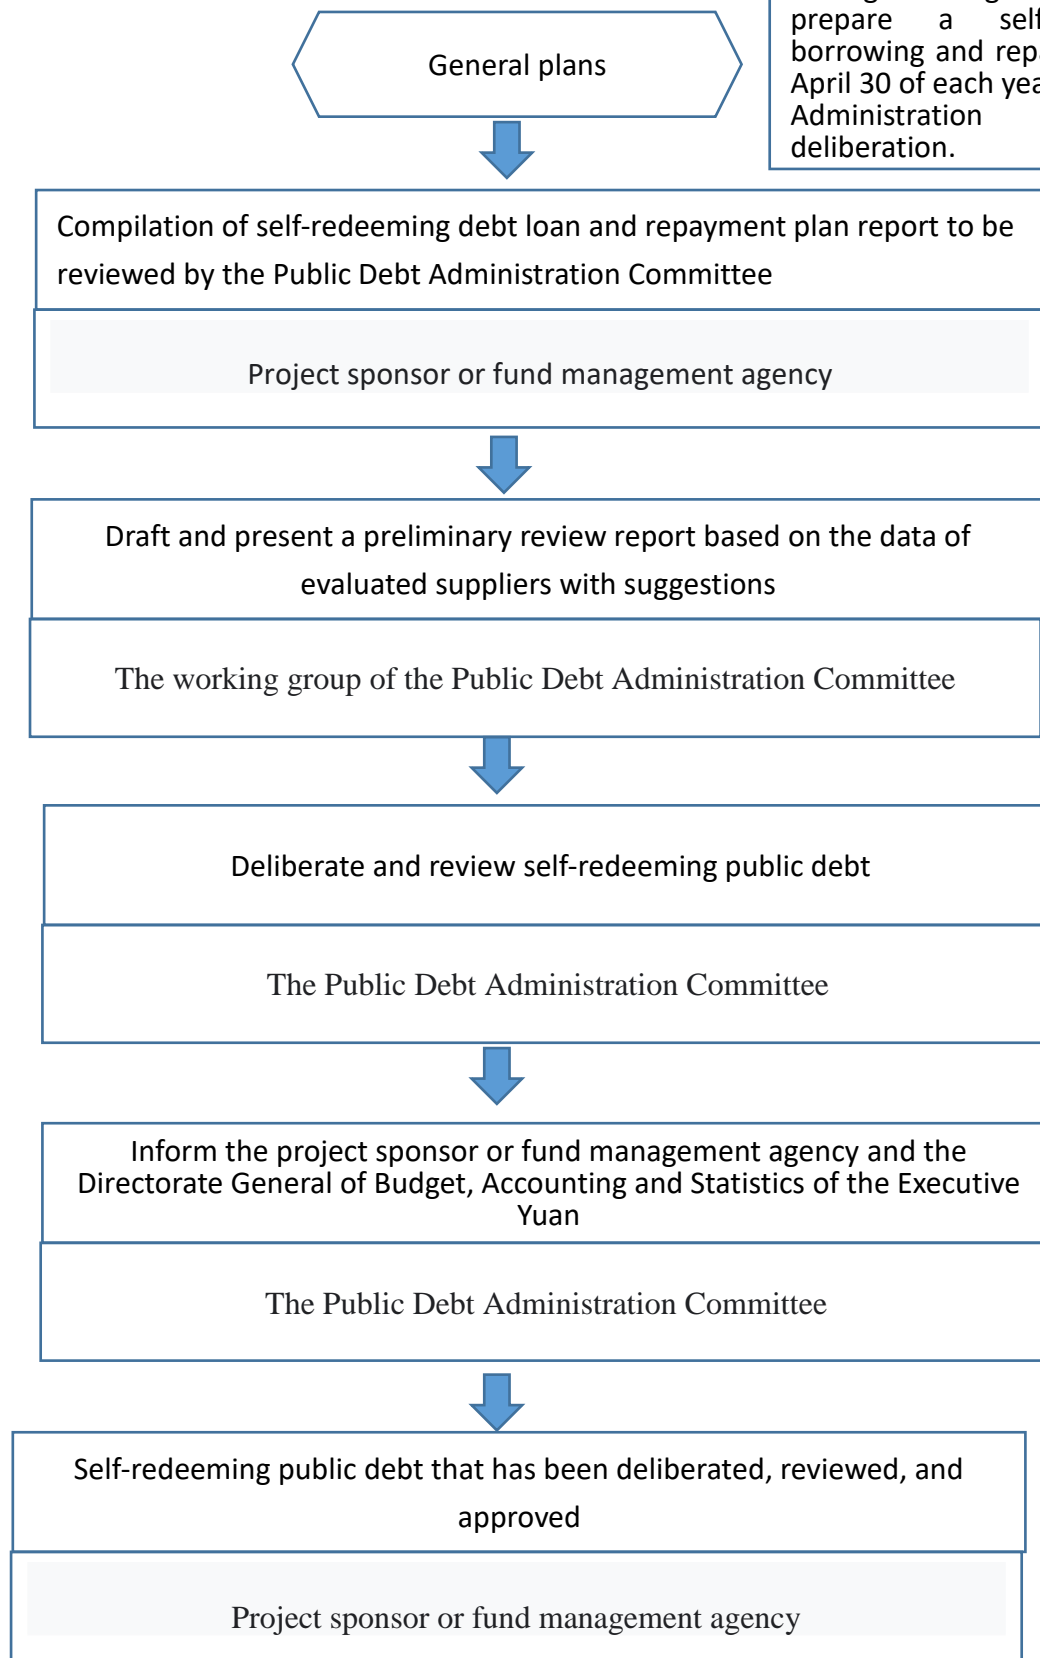 General plans
prepare a self
borrowing and
April 30 of each
Administration
deliberation.
Compilation of self-redeeming debt loan and repayment plan report to be
reviewed by the Public Debt Administration Committee
Project sponsor or fund management agency
Draft and present a preliminary review report based on the data of
evaluated suppliers with suggestions
The working group of the Public Debt Administration Committee
Deliberate and review self-redeeming public debt
The Public Debt Administration Committee
Inform the project sponsor or fund management agency and the
Directorate General of Budget, Accounting and Statistics of the Executive
Yuan
The Public Debt Administration Committee
Self-redeeming public debt that has been deliberated, reviewed, and
approved
Project sponsor or fund management agency